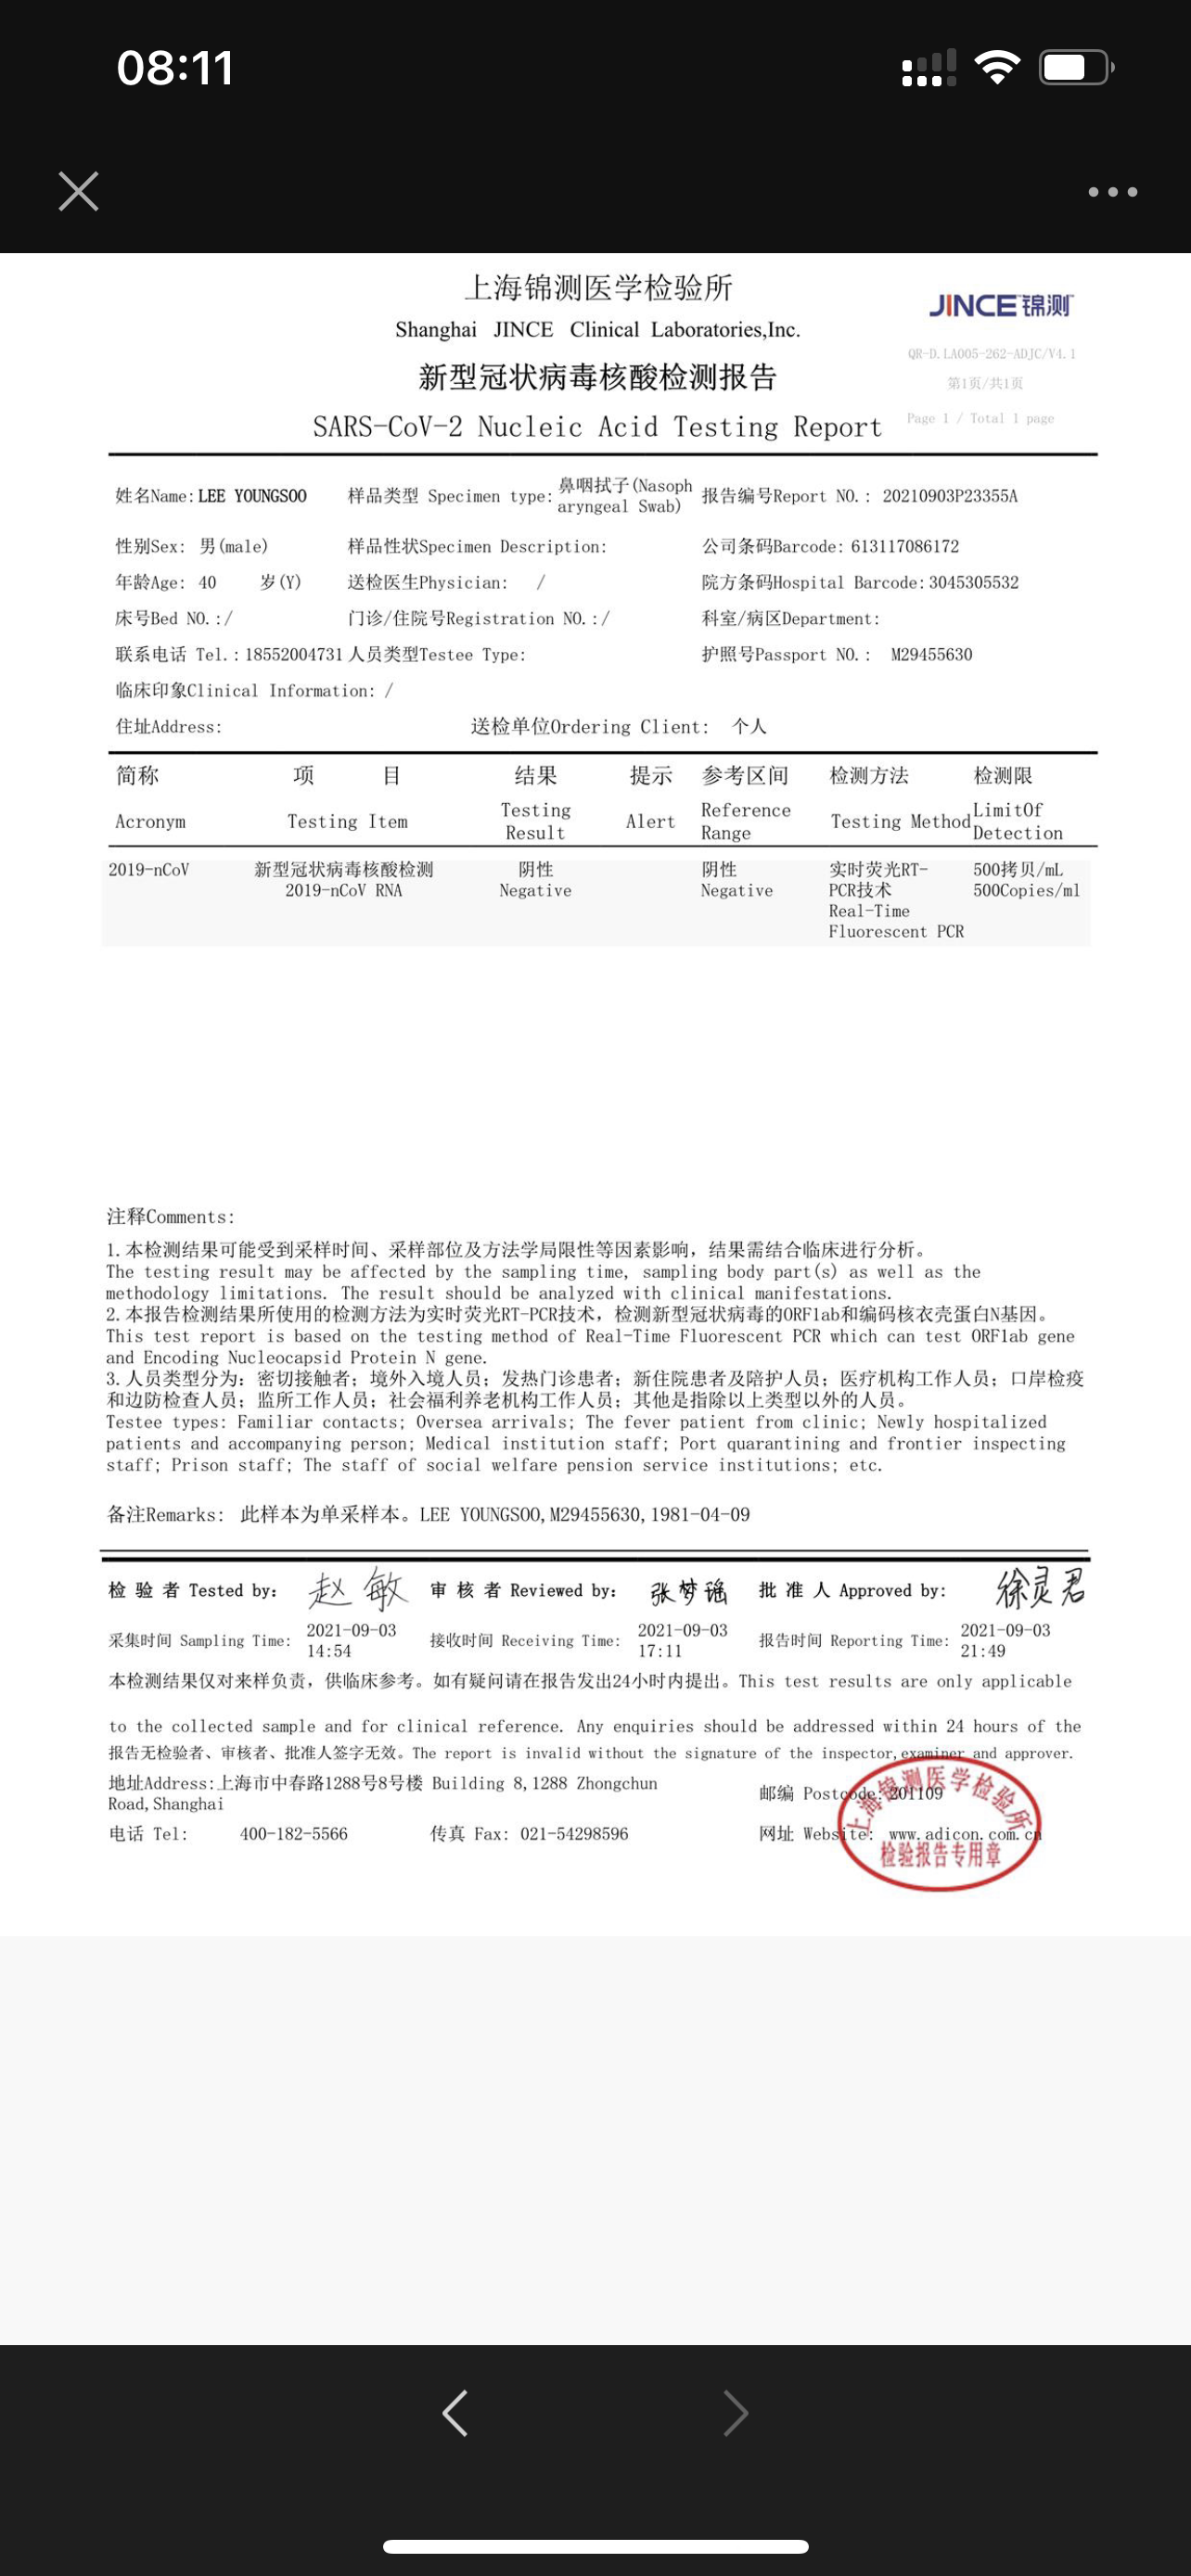 08:11
上海锦测医学检验所
JINCE 锦测
Shanghai JINCE Clinical Laboratories,Inc.
QR-D.LA005-262-ADJC/V4.1
新型冠状病毒核酸检测报告
第1页/共1页
SARS-CoV-2 Nucleic Acid Testing Report
Page 1 / Total 1 page
姓名Name: LEE YOUNGSOO 样品类型 Specimen type: 鼻咽拭子(Nasoph
aryngeal Swab) 报告编号Report NO.: 20210903P23355A
性别Sex: 男(male) 样品性状Specimen Description: 公司条码Barcode: 613117086172
年龄Age: 40 岁(Y) 送检医生Physician: / 院方条码Hospital Barcode: 3045305532
床号Bed NO.:/ 门诊/住院号Registration NO.:/ 科室/病区Department:
联系电话 Tel.: 18552004731 人员类型Testee Type: 护照号Passport NO.: M29455630
临床印象Clinical Information: /
住址Address: 送检单位Ordering Client: 个人
简称 项 目 结果 提示 参考区间 检测方法 检测限
Acronym Testing Item Testing
Result Alert Reference
Range Testing Method LimitOf
Detection
2019-nCoV 新型冠状病毒核酸检测 阴性 阴性 实时荧光RT- 500拷贝/mL
2019-nCoV RNA Negative Negative PCR技术 500Copies/ml
Real-Time
Fluorescent PCR
注释Comments:
1.本检测结果可能受到采样时间、采样部位及方法学局限性等因素影响，结果需结合临床进行分析。
The testing result may be affected by the sampling time, sampling body part(s) as well as the
methodology limitations. The result should be analyzed with clinical manifestations.
2.本报告检测结果所使用的检测方法为实时荧光RT-PCR技术，检测新型冠状病毒的ORF1ab和编码核衣壳蛋白N基因。
This test report is based on the testing method of Real-Time Fluorescent PCR which can test ORF1ab gene
and Encoding Nucleocapsid Protein N gene.
3.人员类型分为：密切接触者；境外入境人员；发热门诊患者；新住院患者及陪护人员；医疗机构工作人员；口岸检疫
和边防检查人员；监所工作人员；社会福利养老机构工作人员；其他是指除以上类型以外的人员。
Testee types: Familiar contacts; Oversea arrivals; The fever patient from clinic; Newly hospitalized
patients and accompanying person; Medical institution staff; Port quarantining and frontier inspecting
staff; Prison staff; The staff of social welfare pension service institutions; etc.
备注Remarks: 此样本为单采样本。LEE YOUNGSOO,M29455630,1981-04-09
检 验 者 Tested by: 赵敏 审 核 者 Reviewed by: 张梦瑶 批 准 人 Approved by: 徐灵君
采集时间 Sampling Time: 2021-09-03
14:54 接收时间 Receiving Time: 2021-09-03
17:11 报告时间 Reporting Time: 2021-09-03
21:49
本检测结果仅对来样负责，供临床参考。如有疑问请在报告发出24小时内提出。This test results are only applicable
to the collected sample and for clinical reference. Any enquiries should be addressed within 24 hours of the
报告无检验者、审核者、批准人签字无效。The report is invalid without the signature of the inspector,examiner and approver.
地址Address:上海市中春路1288号8号楼 Building 8,1288 Zhongchun
Road,Shanghai
邮编 Postcode: 201109
电话 Tel: 400-182-5566 传真 Fax: 021-54298596 网址 Website: www.adicon.com.cn
上海锦测医学检验所
检验报告专用章